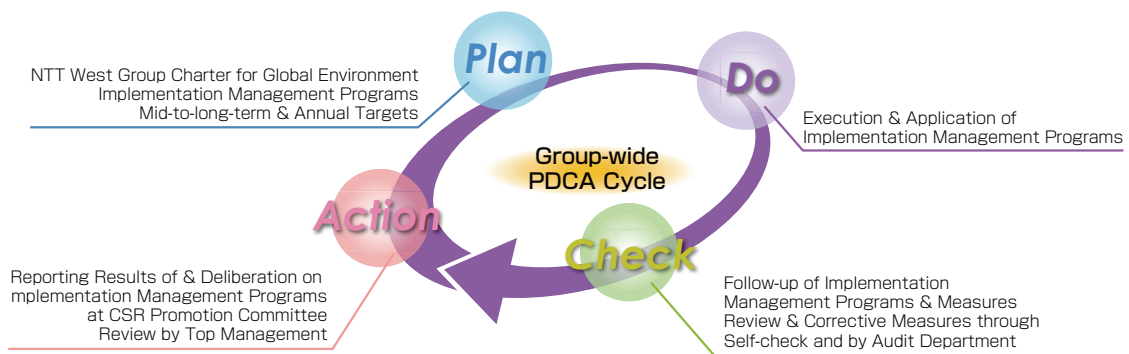 Plan
NTT West Group Charter for Global Environment
Implementation Management Programs
Mid-to-long-term & Annual Targets
Do
Execution & Application of
Implementation Management Programs
Group-wide
PDCA Cycle
Check
Follow-up of Implementation
Management Programs & Measures
Review & Corrective Measures through
Self-check and by Audit Department
Action
Reporting Results of & Deliberation on
mplementation Management Programs
at CSR Promotion Committee
Review by Top Management